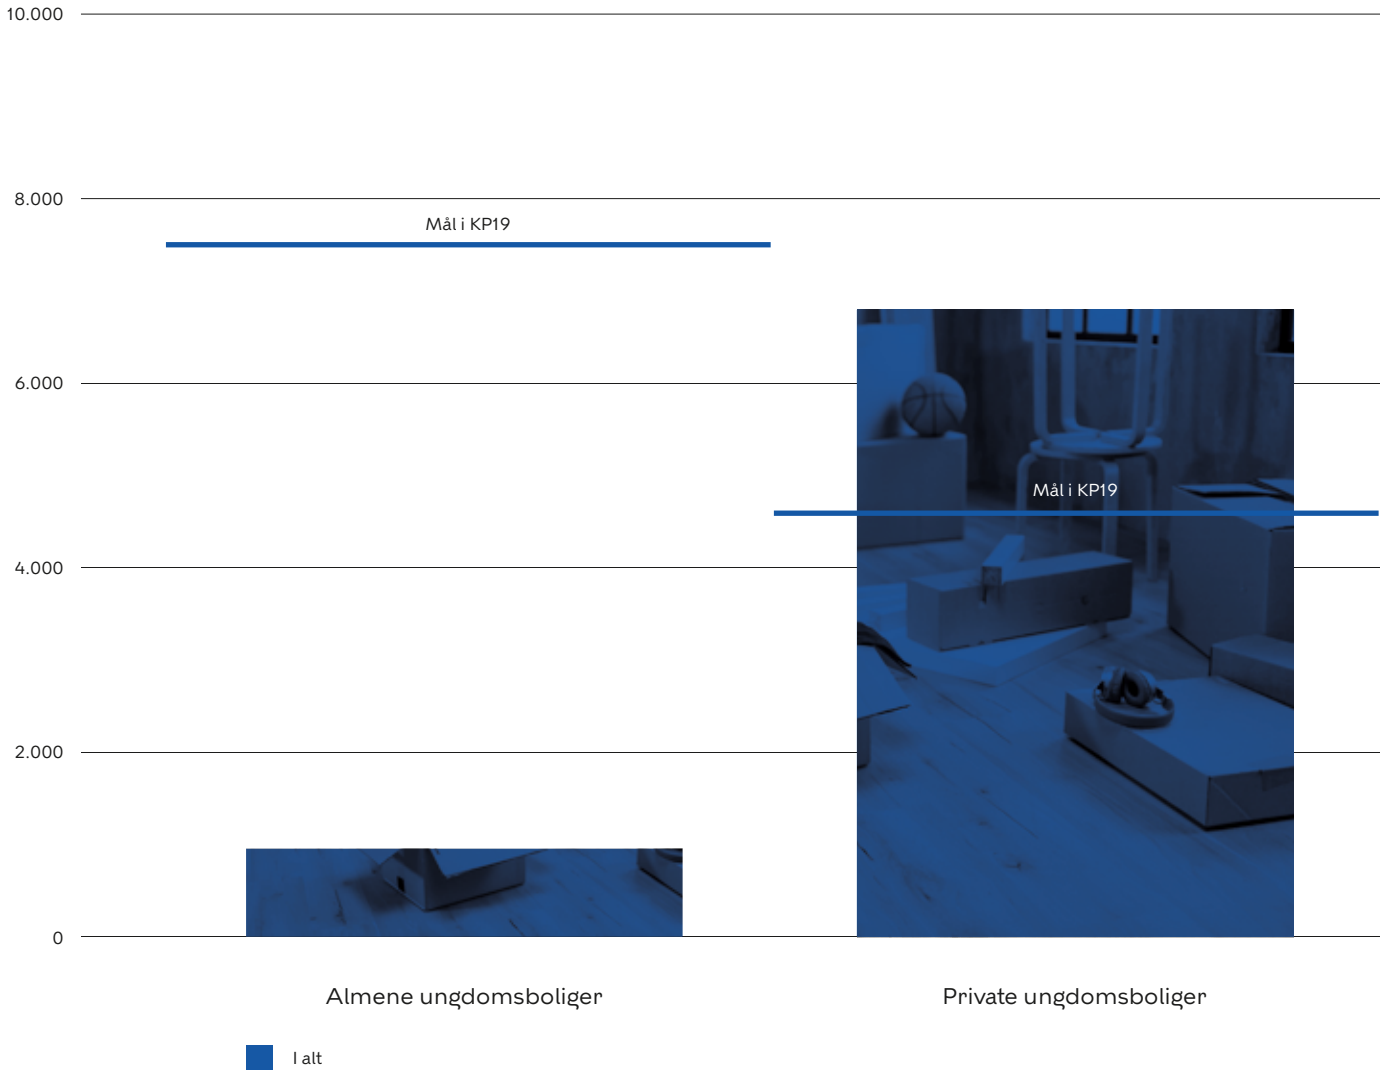 10.000
8.000
Mål i KP19
6.000
Mål i KP19
4.000
2.000
0
Almene ungdomsboliger
Private ungdomsboliger
I alt